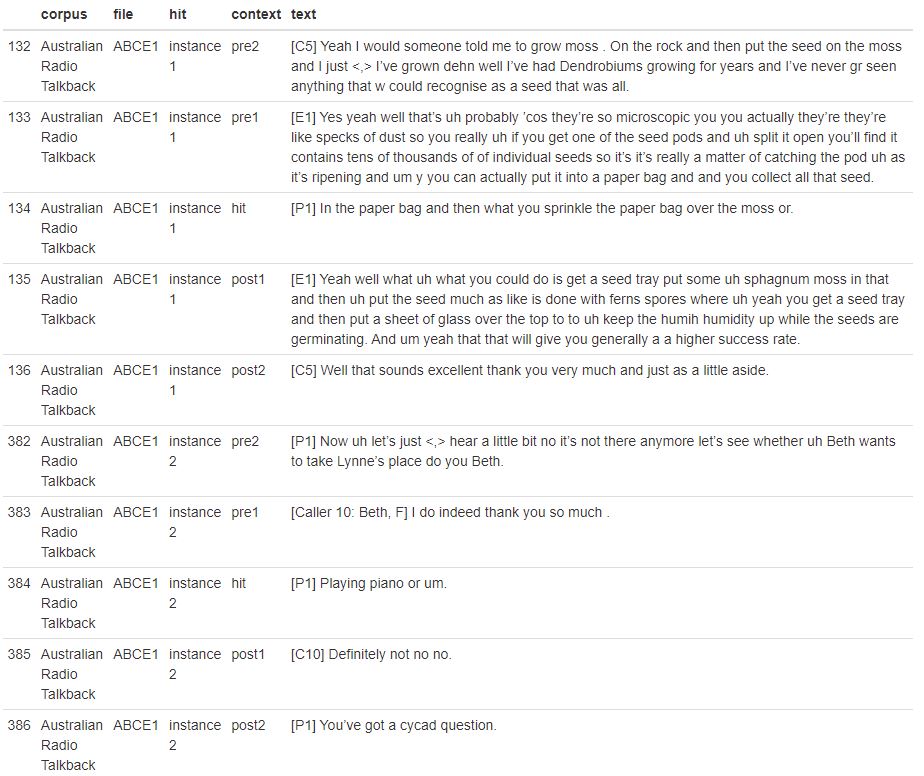 corpus file hit context text
132 Australian ABCE1 instance pre2 [C5] Yeah I would someone told me to grow moss . On the rock and then put the seed on the moss
Radio 1 and I just <,> I’ve grown dehn well I’ve had Dendrobiums growing for years and I’ve never gr seen
Talkback anything that w could recognise as a seed that was all.
133 Australian ABCE1 instance pre1 [E1] Yes yeah well that’s uh probably ’cos they’re so microscopic you you actually they’re they’re
Radio 1 like specks of dust so you really uh if you get one of the seed pods and uh split it open you’ll find it
Talkback contains tens of thousands of of individual seeds so it’s it’s really a matter of catching the pod uh as
it’s ripening and um y you can actually put it into a paper bag and and you collect all that seed.
134 Australian ABCE1 instance hit [P1] In the paper bag and then what you sprinkle the paper bag over the moss or.
Radio 1
Talkback
135 Australian ABCE1 instance post1 [E1] Yeah well what uh what you could do is get a seed tray put some uh sphagnum moss in that
Radio 1 and then uh put the seed much as like is done with ferns spores where uh yeah you get a seed tray
Talkback and then put a sheet of glass over the top to to uh keep the humih humidity up while the seeds are
germinating. And um yeah that that will give you generally a a higher success rate.
136 Australian ABCE1 instance post2 [C5] Well that sounds excellent thank you very much and just as a little aside.
Radio 1
Talkback
382 Australian ABCE1 instance pre2 [P1] Now uh let’s just <,> hear a little bit no it’s not there anymore let’s see whether uh Beth wants
Radio 2 to take Lynne’s place do you Beth.
Talkback
383 Australian ABCE1 instance pre1 [Caller 10: Beth, F] I do indeed thank you so much .
Radio 2
Talkback
384 Australian ABCE1 instance hit [P1] Playing piano or um.
Radio 2
Talkback
385 Australian ABCE1 instance post1 [C10] Definitely not no no.
Radio 2
Talkback
386 Australian ABCE1 instance post2 [P1] You’ve got a cycad question.
Radio 2
Talkback